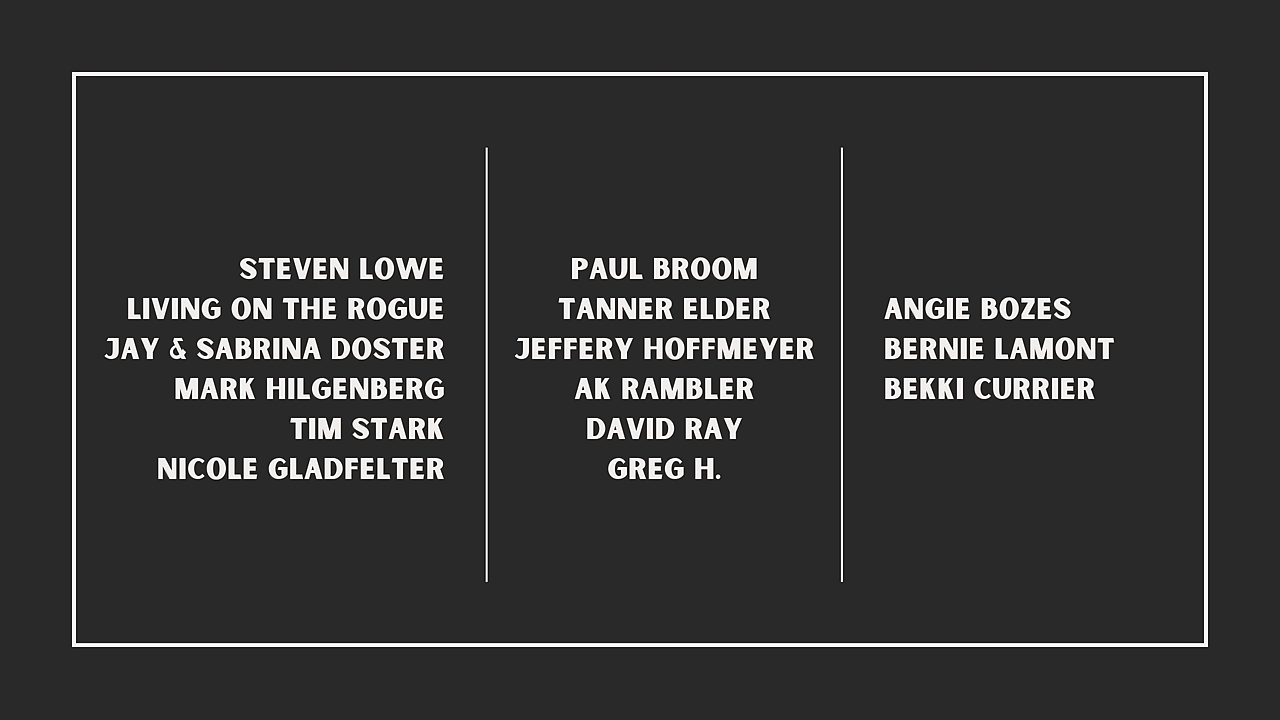 STEVEN LOWE
LIVING ON THE ROGUE
JAY & SABRINA DOSTER
MARK HILGENBERG
TIM STARK
NICOLE GLADFELTER
PAUL BROOM
TANNER ELDER
JEFFERY HOFFMEYER
AK RAMBLER
DAVID RAY
GREG H.
ANGIE BOZES
BERNIE LAMONT
BEKKI CURRIER